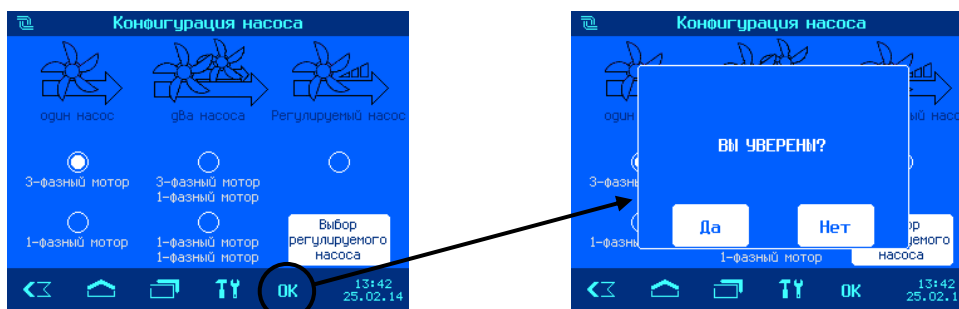 Конфигурация насоса
один насос два насоса Регулируемый насос
3-фазный мотор 3-фазный мотор
1-фазный мотор
1-фазный мотор 1-фазный мотор
1-фазный мотор
Выбор
регулируемого
насоса
OK
13:42
25.02.14
Конфигурация насоса
ВЫ УВЕРЕНЫ?
Да Нет
1-фазный мотор
насоса
OK
13:42